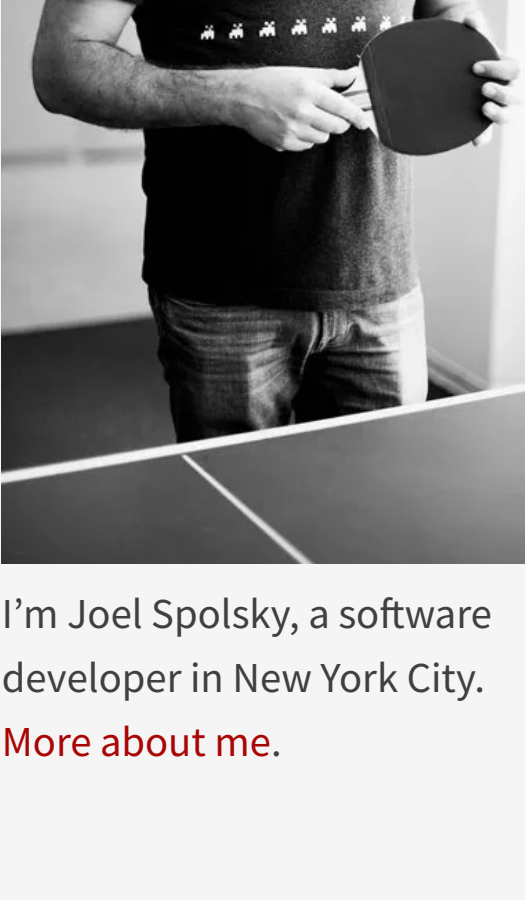 I’m Joel Spolsky, a software
developer in New York City.
More about me.